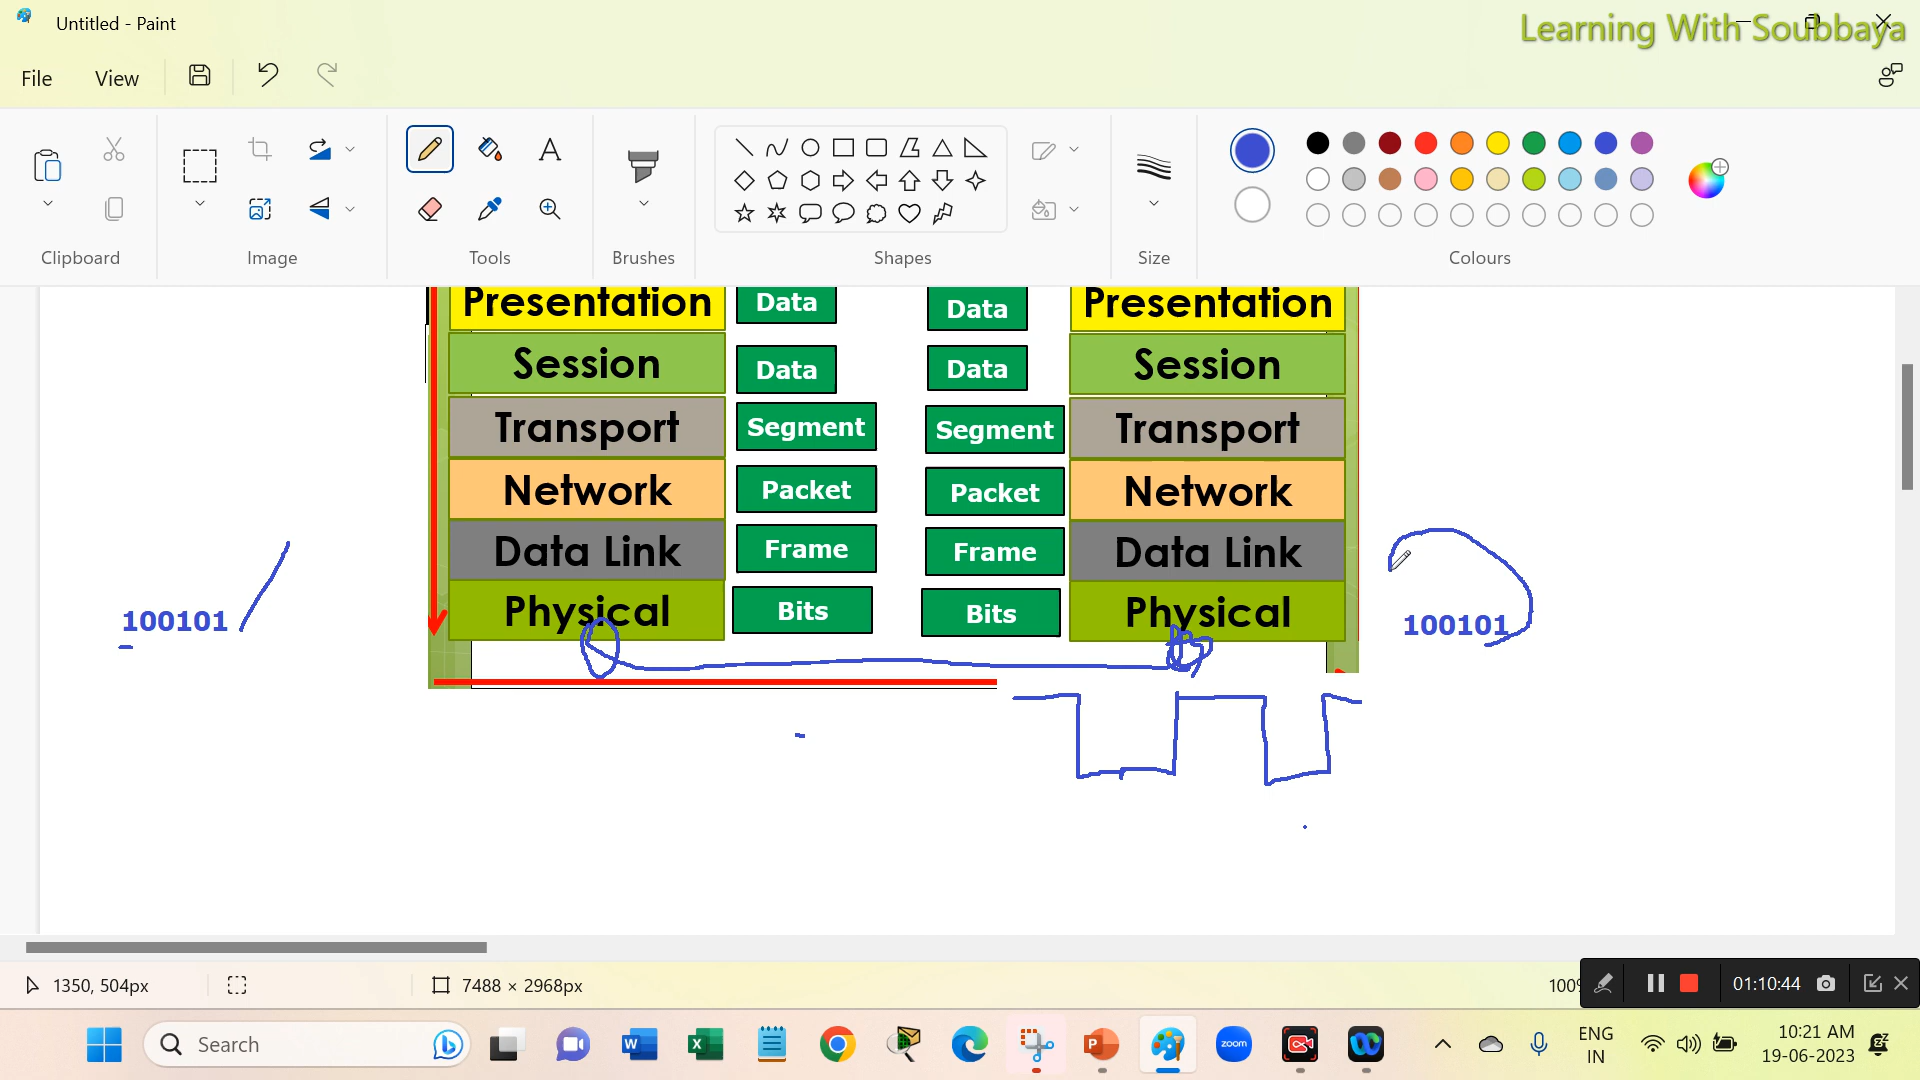 Untitled - Paint
Learning With Soubbaya
File
View
Clipboard
Image
Tools
Brushes
Shapes
Size
Colours
Presentation
Data
Data
Presentation
Session
Data
Data
Session
Transport
Segment
Segment
Transport
Network
Packet
Packet
Network
Data Link
Frame
Frame
Data Link
100101
Physical
Bits
Bits
Physical
100101
1350, 504px
7488 × 2968px
01:10:44
Search
ENG
IN
10:21 AM
19-06-2023
zoom